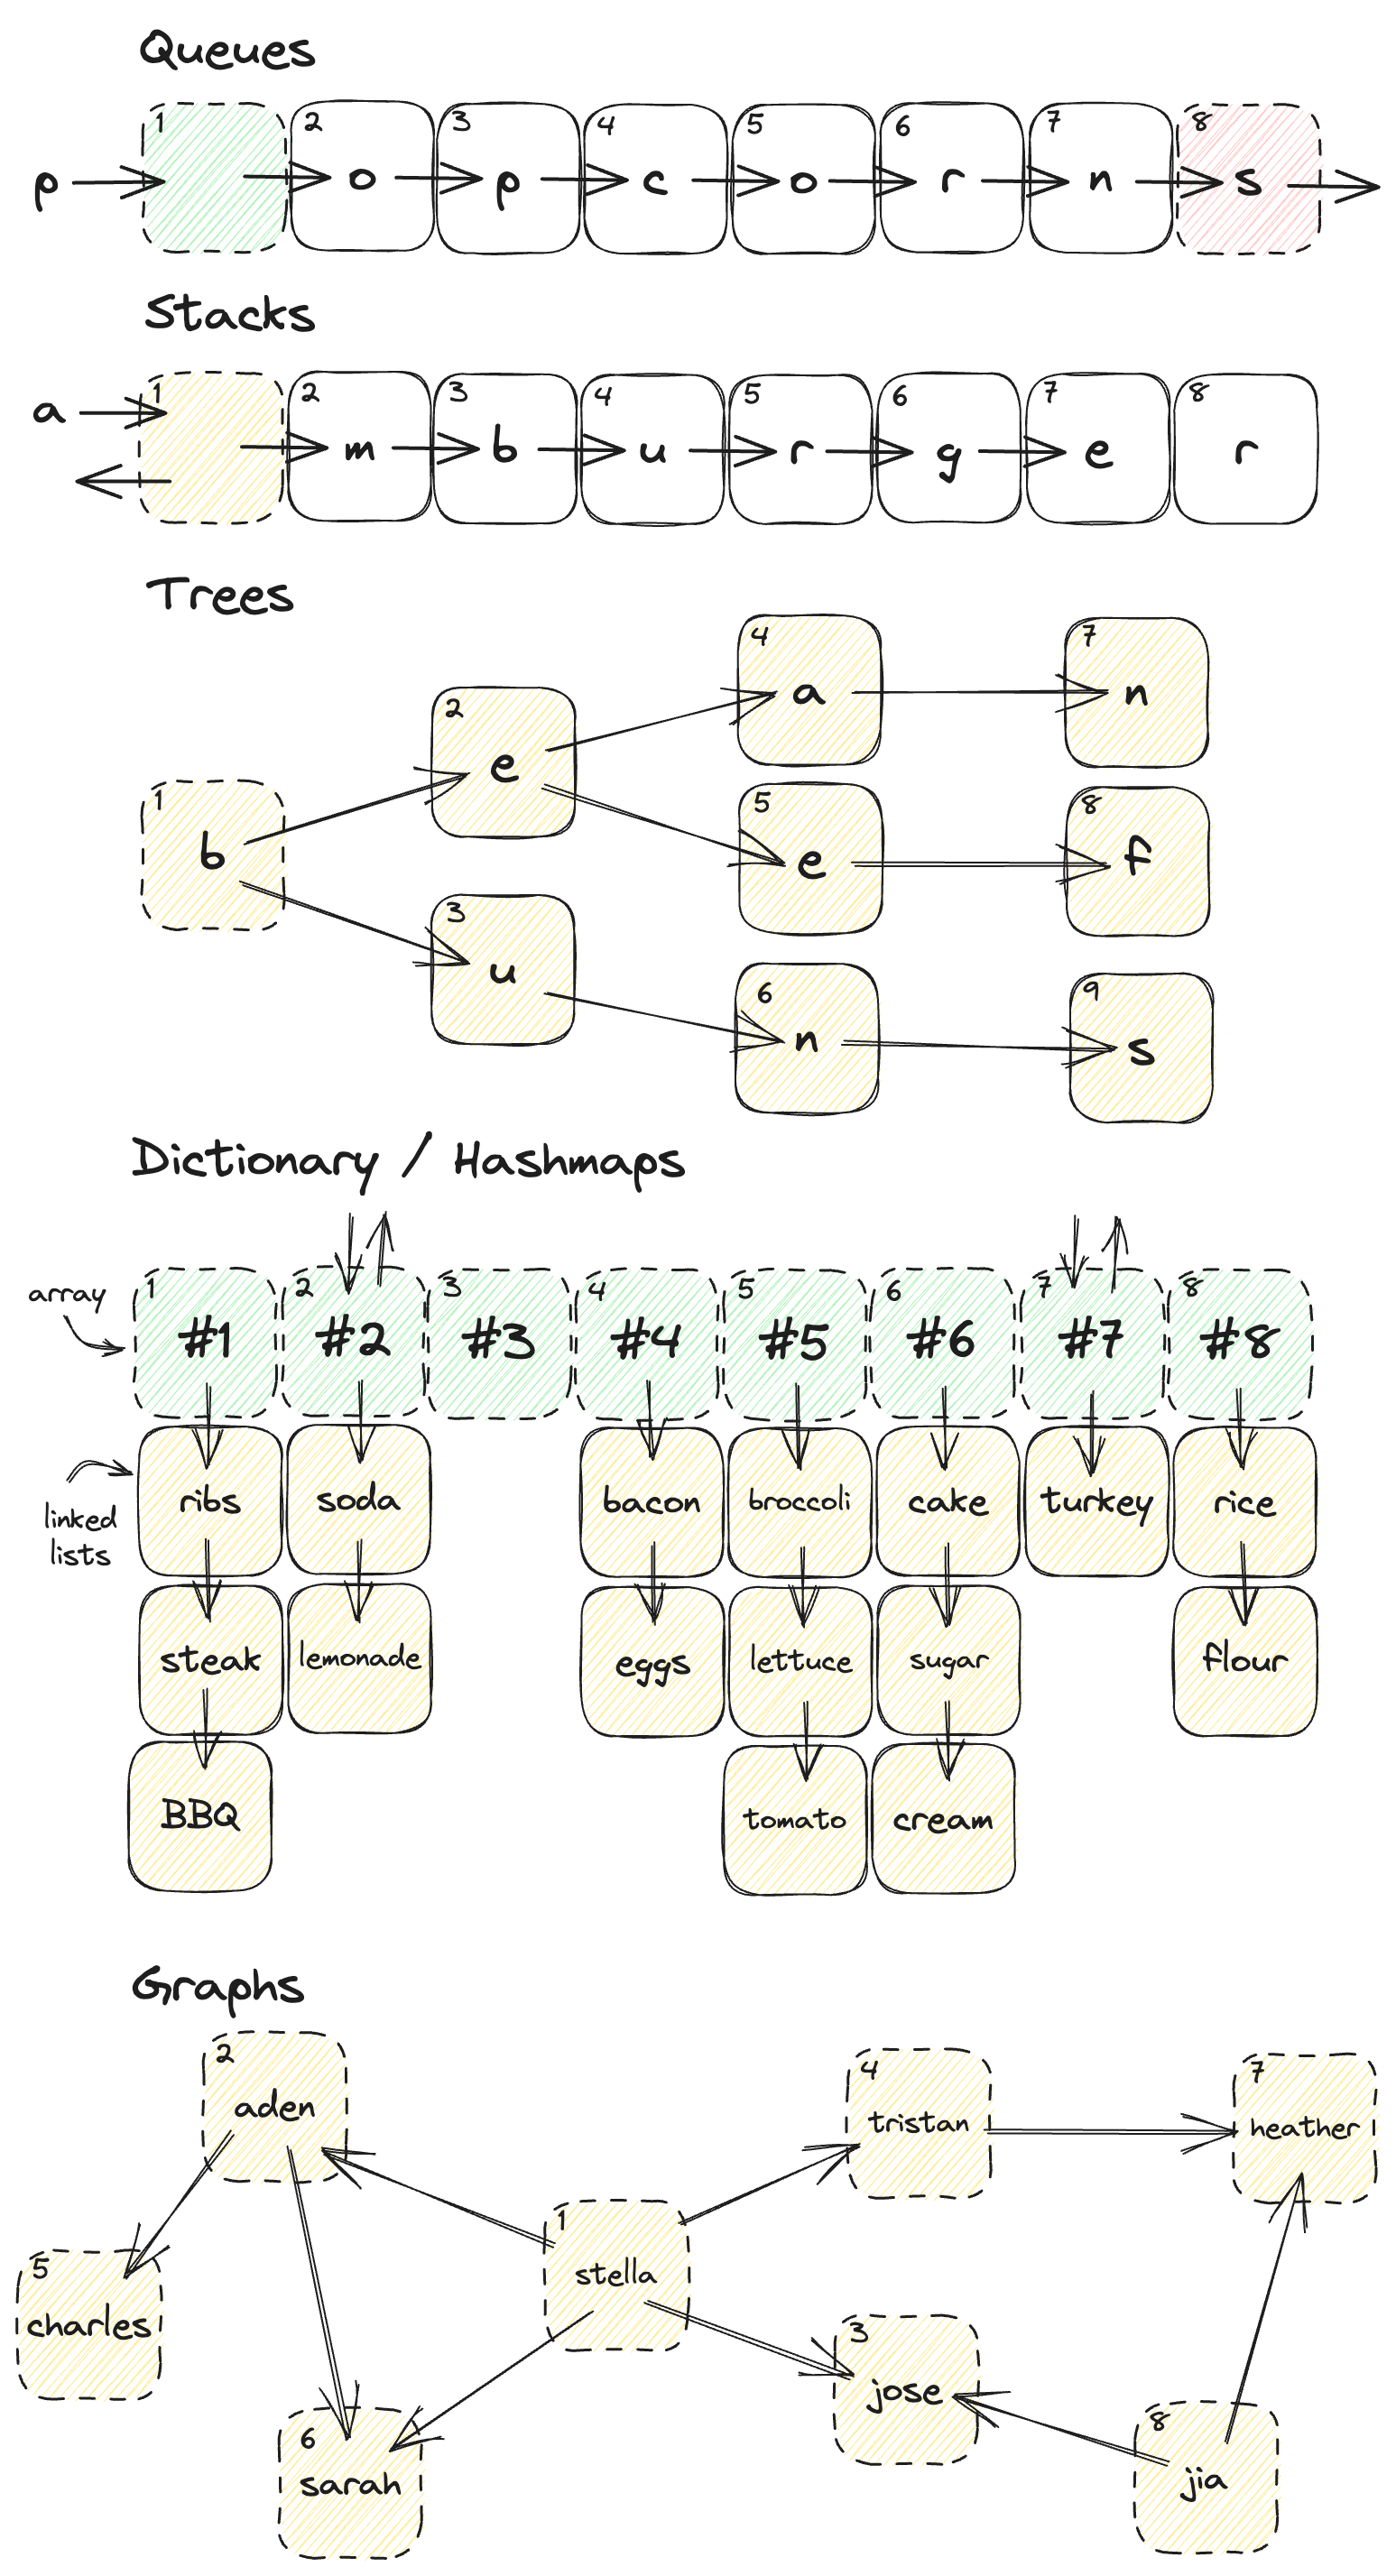 Queues
1 2 3 4 5 6 7 8
p o p c o r n s
Stacks
1 2 3 4 5 6 7 8
a m b u r g e r
Trees
4 a
7 n
2 e
1 b
5 e
8 f
3 u
6 n
9 s
Dictionary / Hashmaps
array
1 2 3 4 5 6 7 8
#1 #2 #3 #4 #5 #6 #7 #8
linked
lists
ribs soda bacon broccoli cake turkey rice
steak lemonade eggs lettuce sugar flour
BBQ tomato cream
Graphs
2
aden
4
tristan
7
heather
1
stella
5
charles
3
jose
6
sarah
8
jia